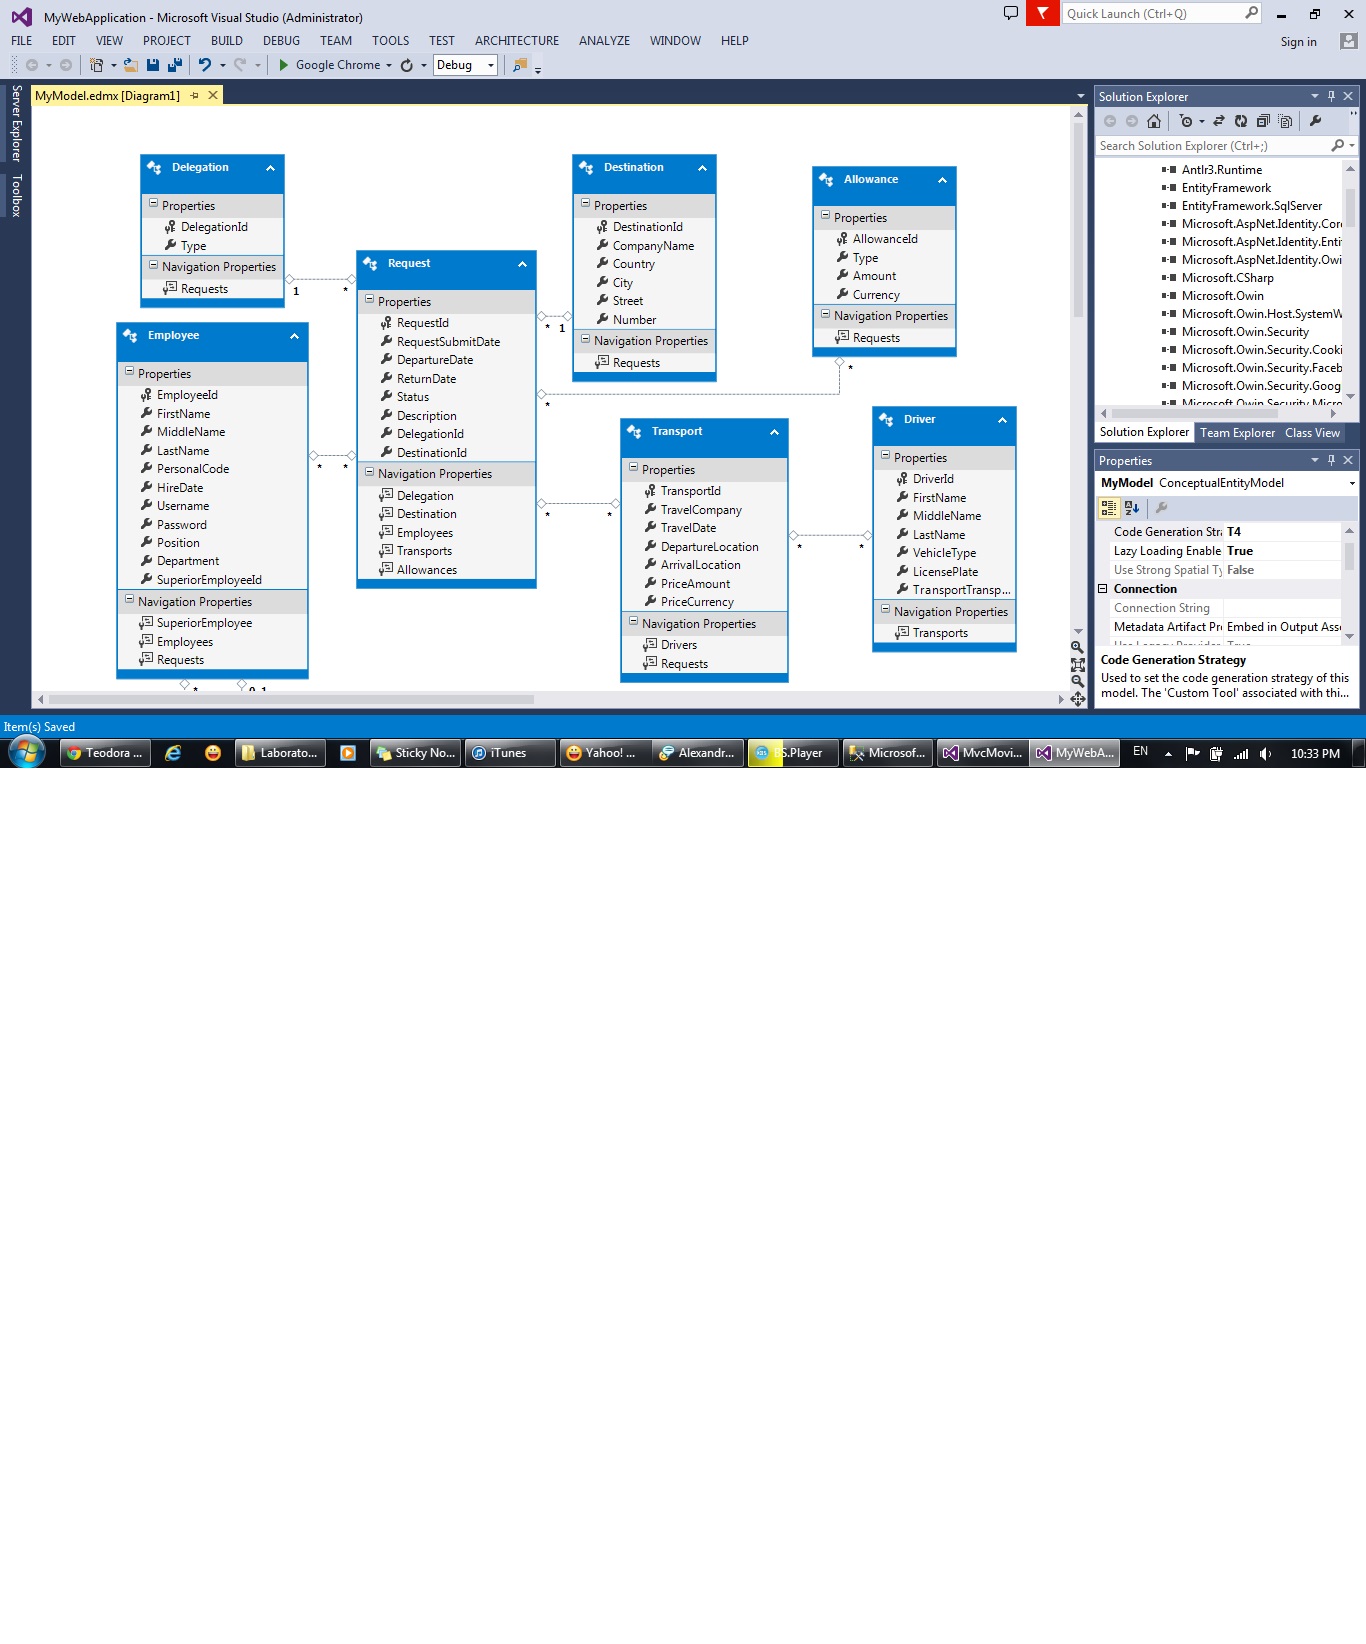 MyWebApplication - Microsoft Visual Studio (Administrator)
Quick Launch (Ctrl+Q)
FILE EDIT VIEW PROJECT BUILD DEBUG TEAM TOOLS TEST ARCHITECTURE ANALYZE WINDOW HELP
Sign in
Google Chrome Debug
Server Explorer
Toolbox
MyModel.edmx [Diagram1]
Delegation
Properties
DelegationId
Type
Navigation Properties
Requests
1 *
Employee
Properties
EmployeeId
FirstName
MiddleName
LastName
PersonalCode
HireDate
Username
Password
Position
Department
SuperiorEmployeeId
Navigation Properties
SuperiorEmployee
Employees
Requests
* 0..1
* *
Request
Properties
RequestId
RequestSubmitDate
DepartureDate
ReturnDate
Status
Description
DelegationId
DestinationId
Navigation Properties
Delegation
Destination
Employees
Transports
Allowances
* 1
* *
* *
Destination
Properties
DestinationId
CompanyName
Country
City
Street
Number
Navigation Properties
Requests
Transport
Properties
TransportId
TravelCompany
TravelDate
DepartureLocation
ArrivalLocation
PriceAmount
PriceCurrency
Navigation Properties
Drivers
Requests
* *
Allowance
Properties
AllowanceId
Type
Amount
Currency
Navigation Properties
Requests
Driver
Properties
DriverId
FirstName
MiddleName
LastName
VehicleType
LicensePlate
TransportTransp...
Navigation Properties
Transports
Solution Explorer
Search Solution Explorer (Ctrl+;)
Antlr3.Runtime
EntityFramework
EntityFramework.SqlServer
Microsoft.AspNet.Identity.Cor
Microsoft.AspNet.Identity.Enti
Microsoft.AspNet.Identity.Owi
Microsoft.CSharp
Microsoft.Owin
Microsoft.Owin.Host.SystemW
Microsoft.Owin.Security
Microsoft.Owin.Security.Cooki
Microsoft.Owin.Security.Faceb
Microsoft.Owin.Security.Goog
Microsoft.Owin.Security.Micro
Solution Explorer Team Explorer Class View
Properties
MyModel ConceptualEntityModel
Code Generation Stra T4
Lazy Loading Enable True
Use Strong Spatial Ty False
Connection
Connection String
Metadata Artifact Pr Embed in Output Asse
Use Legacy Provider True
Code Generation Strategy
Used to set the code generation strategy of this
model. The 'Custom Tool' associated with thi...
Item(s) Saved
Teodora ... Laborato... Sticky No... iTunes Yahoo! ... Alexandr... BS.Player Microsof... MvcMovi... MyWebA... EN 10:33 PM